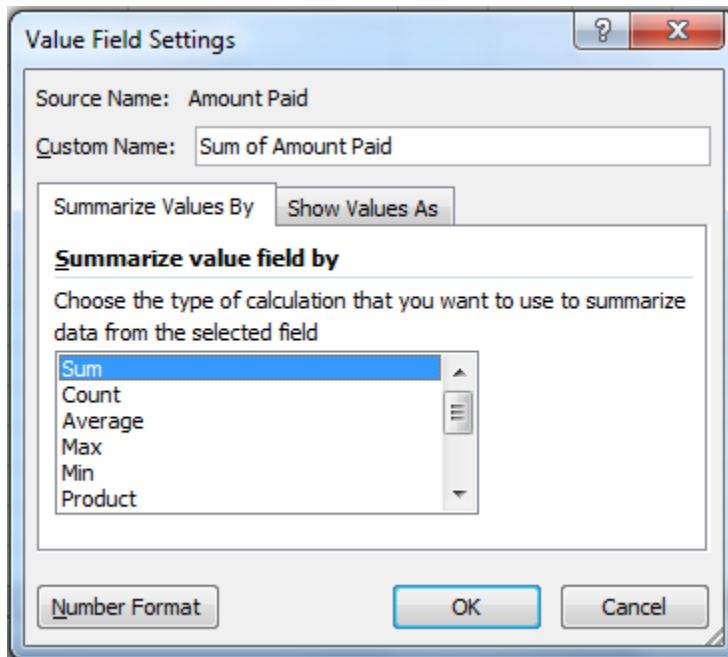 Value Field Settings
?
Source Name: Amount Paid
Custom Name: Sum of Amount Paid
Summarize Values By Show Values As
Summarize value field by
Choose the type of calculation that you want to use to summarize
data from the selected field
Sum
Count
Average
Max
Min
Product
Number Format OK Cancel